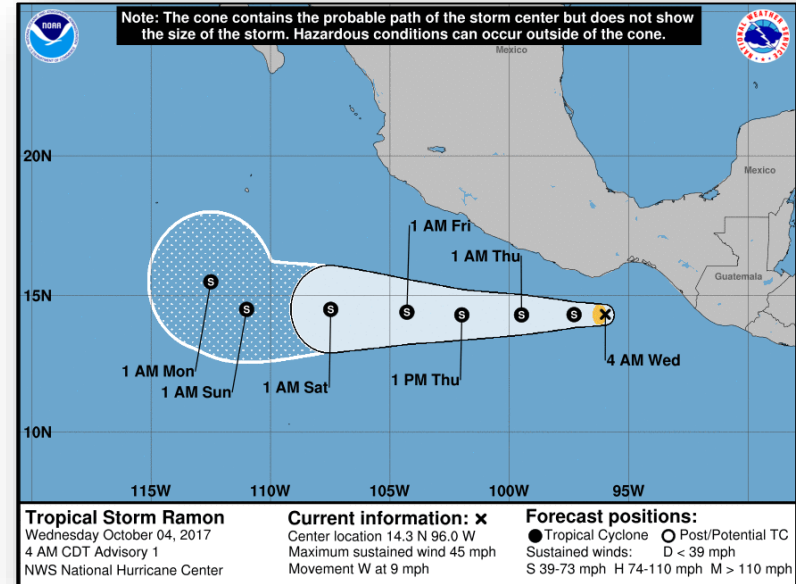 Note: The cone contains the probable path of the storm center but does not show
the size of the storm. Hazardous conditions can occur outside of the cone.
NOAA
Mexico
20N
Mexico
1 AM Fri
1 AM Thu
Guatemala
15N
S S S S S S S
1 AM Mon
1 AM Sun
1 AM Sat
1 PM Thu
4 AM Wed
10N
115W 110W 105W 100W 95W
Tropical Storm Ramon
Wednesday October 04, 2017
4 AM CDT Advisory 1
NWS National Hurricane Center
Current information: ×
Center location 14.3 N 96.0 W
Maximum sustained wind 45 mph
Movement W at 9 mph
Forecast positions:
● Tropical Cyclone ○ Post/Potential TC
Sustained winds: D < 39 mph
S 39-73 mph H 74-110 mph M > 110 mph